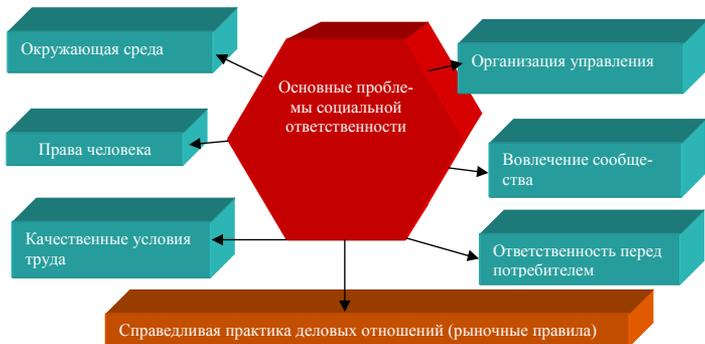 Окружающая среда
Основные пробле-
мы социальной
ответственности
Организация управления
Права человека
Вовлечение сообще-
ства
Качественные условия
труда
Ответственность перед
потребителем
Справедливая практика деловых отношений (рыночные правила)